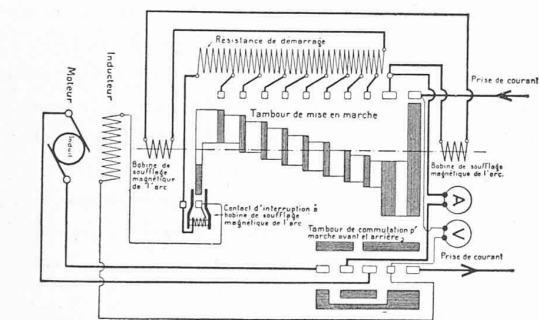 Résistance de démarrage
Inducteur
Moteur
Induit
Prise de courant
Tambour de mise en marche
Bobine de
soufflage
magnétique
de l'arc
Bobine de
soufflage
magnétique
de l'arc.
Contact d'interruption à
bobine de soufflage
magnétique de l'arc
A
V
Tambour de commutation pr
marche avant et arrière
Prise de courant